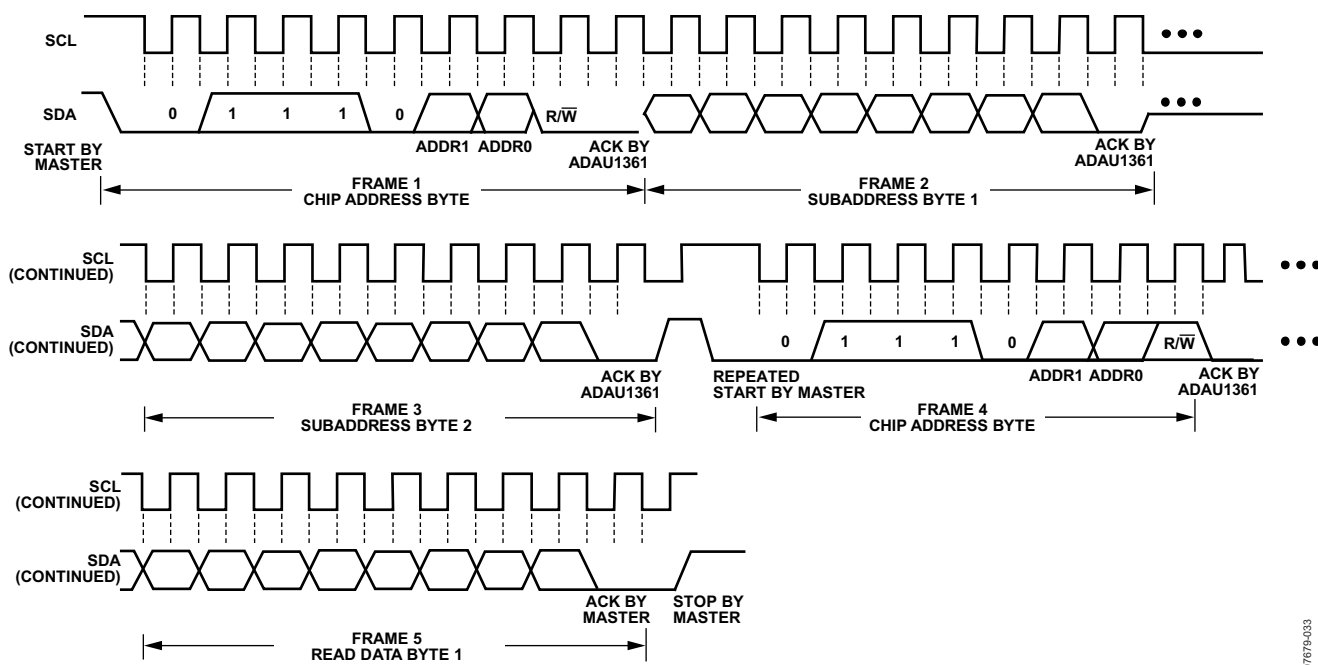 SCL
SDA
0 1 1 1 0 R/W̅
START BY
MASTER
ADDR1 ADDR0
ACK BY
ADAU1361
ACK BY
ADAU1361
FRAME 1
CHIP ADDRESS BYTE
FRAME 2
SUBADDRESS BYTE 1
SCL
(CONTINUED)
SDA
(CONTINUED)
0 1 1 1 0 R/W̅
ACK BY
ADAU1361
REPEATED
START BY MASTER
ADDR1 ADDR0
ACK BY
ADAU1361
FRAME 3
SUBADDRESS BYTE 2
FRAME 4
CHIP ADDRESS BYTE
SCL
(CONTINUED)
SDA
(CONTINUED)
ACK BY
MASTER
STOP BY
MASTER
FRAME 5
READ DATA BYTE 1
07679-033